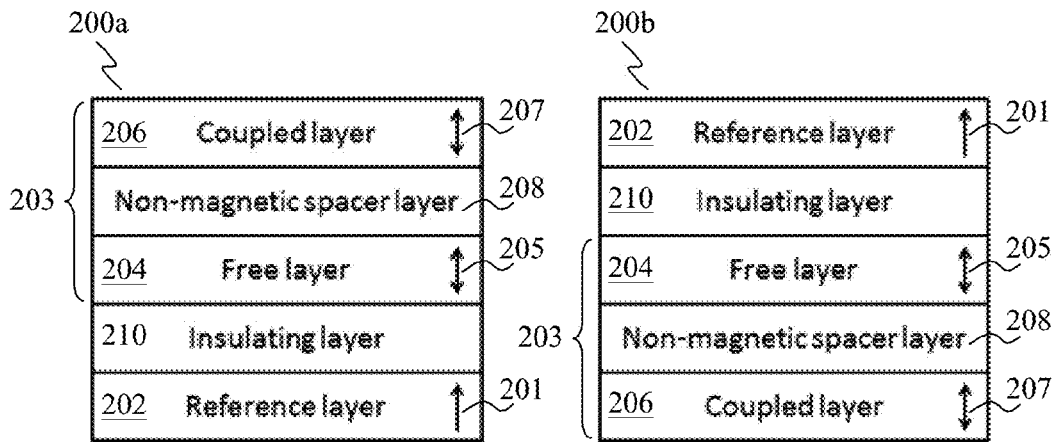 200a
206 Coupled layer 207
203
Non-magnetic spacer layer 208
204 Free layer 205
210 Insulating layer
202 Reference layer 201
200b
202 Reference layer 201
210 Insulating layer
204 Free layer 205
203
Non-magnetic spacer layer 208
206 Coupled layer 207